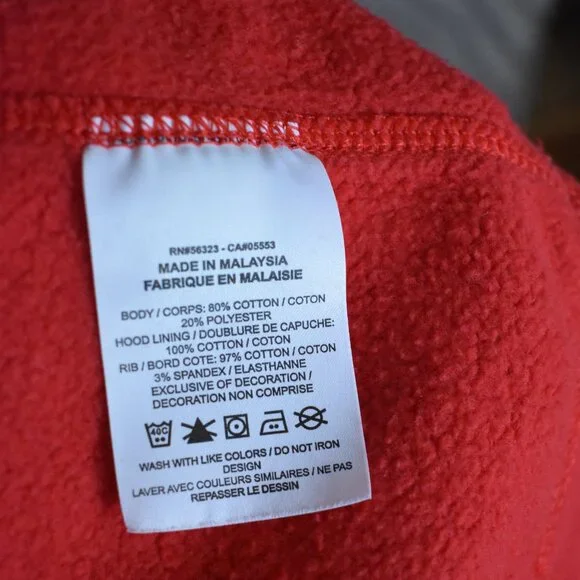 RN#56323 - CA#05553
MADE IN MALAYSIA
FABRIQUE EN MALAISIE
BODY / CORPS: 80% COTTON / COTON
20% POLYESTER
HOOD LINING / DOUBLURE DE CAPUCHE:
100% COTTON / COTON
RIB / BORD COTE: 97% COTTON / COTON
3% SPANDEX / ELASTHANNE
EXCLUSIVE OF DECORATION /
DECORATION NON COMPRISE
40C
WASH WITH LIKE COLORS / DO NOT IRON
DESIGN
LAVER AVEC COULEURS SIMILAIRES / NE PAS
REPASSER LE DESSIN